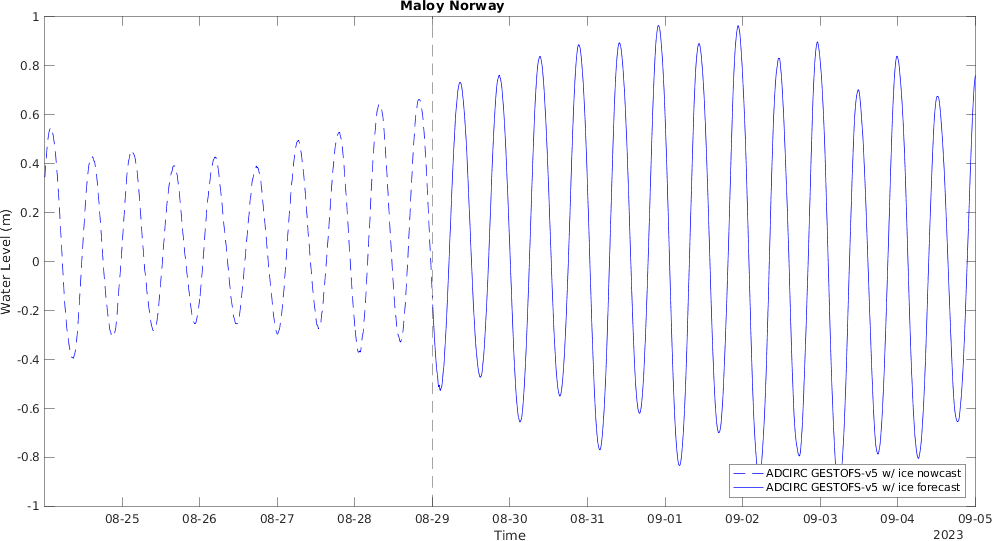 Maloy Norway
1
0.8
0.6
0.4
0.2
0
-0.2
-0.4
-0.6
-0.8
-1
Water Level (m)
ADCIRC GESTOFS-v5 w/ ice nowcast
ADCIRC GESTOFS-v5 w/ ice forecast
08-25 08-26 08-27 08-28 08-29 08-30 08-31 09-01 09-02 09-03 09-04 09-05
Time
2023